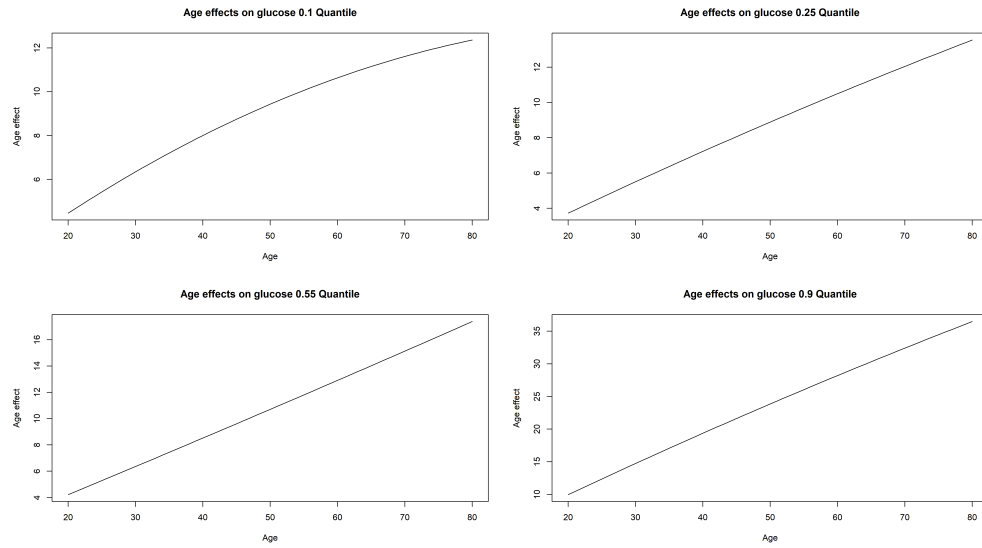 Age effects on glucose 0.1 Quantile
Age effect
12
10
8
6
20 30 40 50 60 70 80
Age
Age effects on glucose 0.25 Quantile
Age effect
12
10
8
6
4
20 30 40 50 60 70 80
Age
Age effects on glucose 0.55 Quantile
Age effect
16
14
12
10
8
6
4
20 30 40 50 60 70 80
Age
Age effects on glucose 0.9 Quantile
Age effect
35
30
25
20
15
10
20 30 40 50 60 70 80
Age